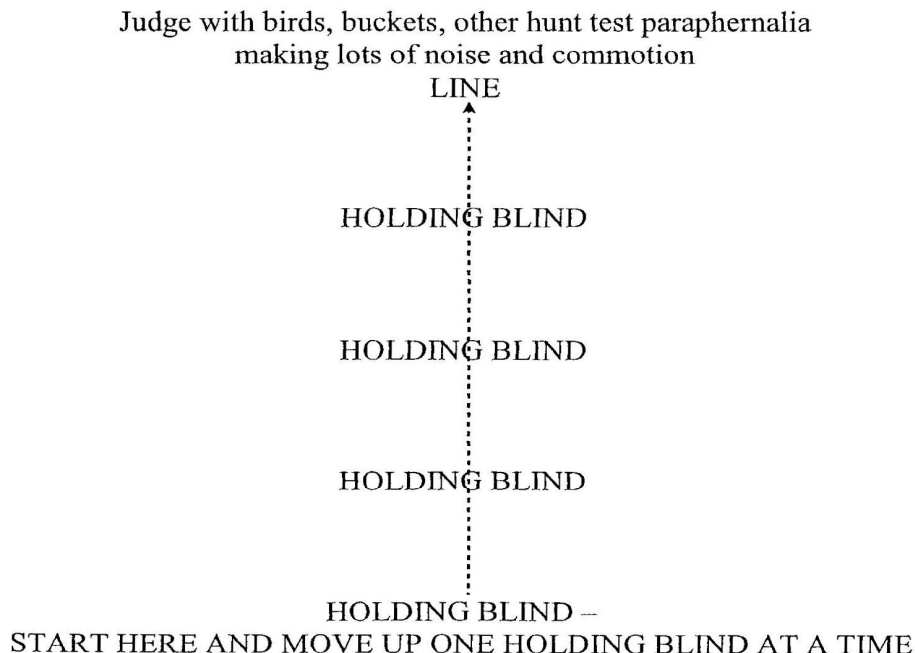 Judge with birds, buckets, other hunt test paraphernalia
making lots of noise and commotion
LINE
HOLDING BLIND
HOLDING BLIND
HOLDING BLIND
HOLDING BLIND –
START HERE AND MOVE UP ONE HOLDING BLIND AT A TIME